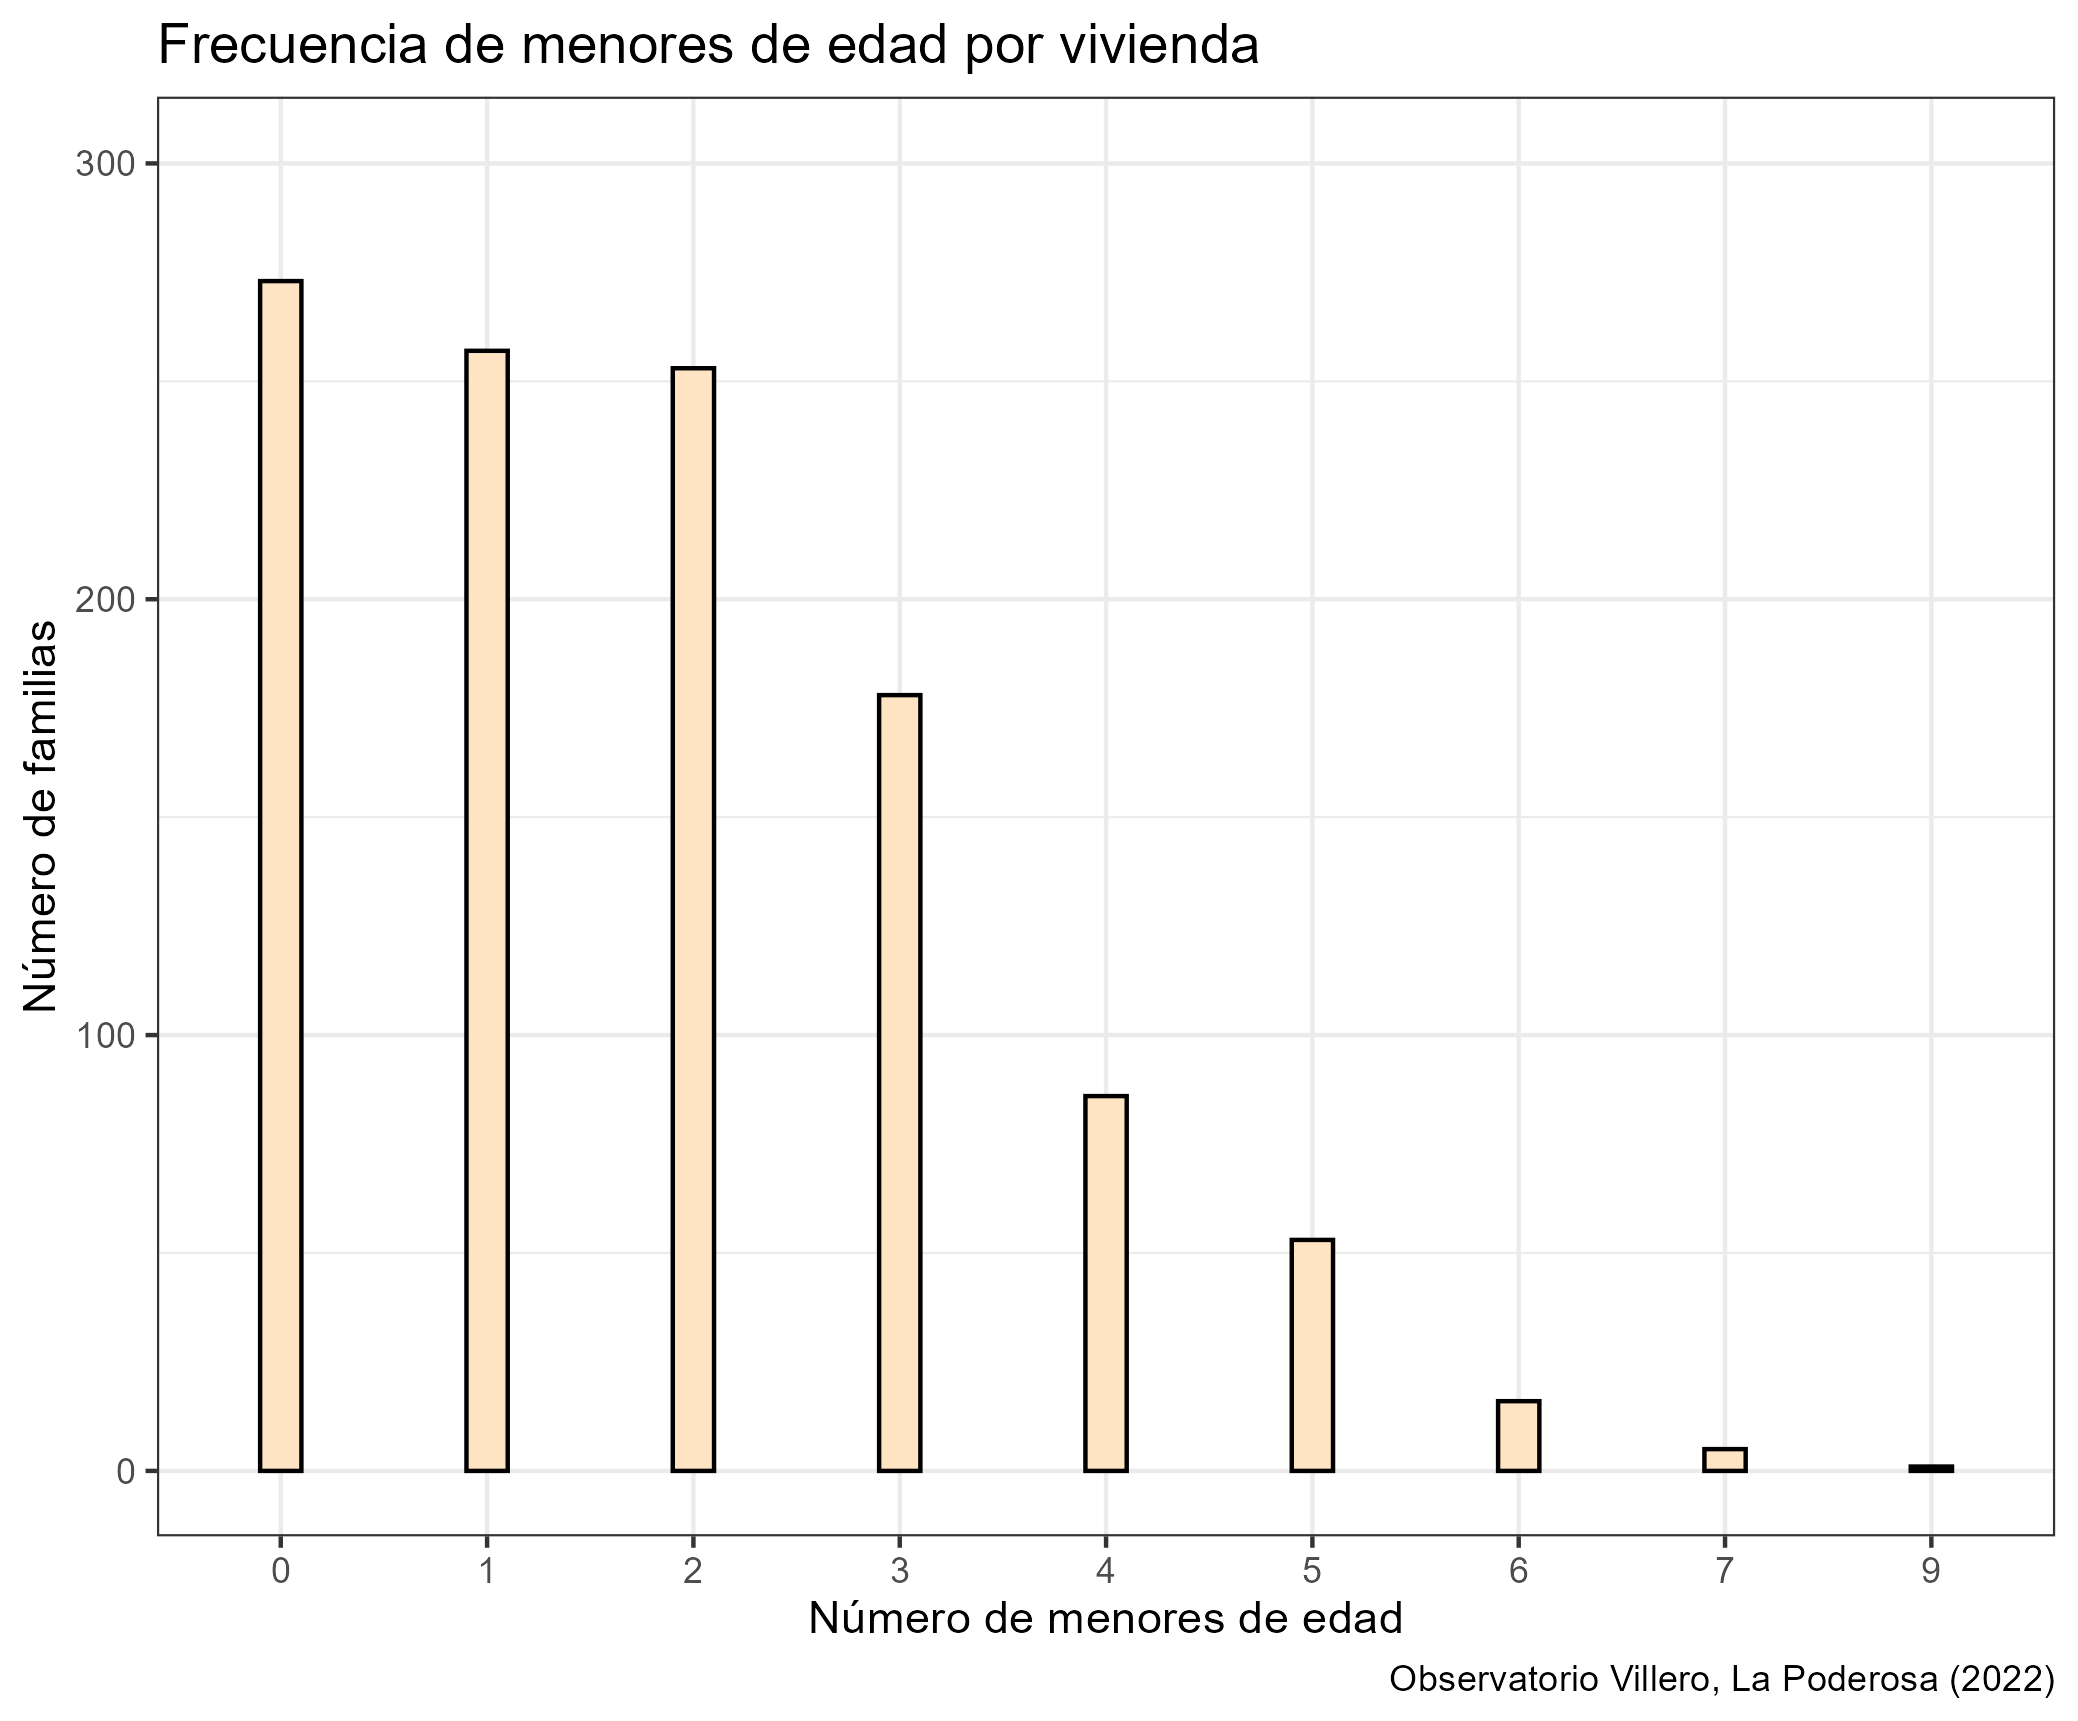 Frecuencia de menores de edad por vivienda
Número de familias
300
200
100
0
0 1 2 3 4 5 6 7 9
Número de menores de edad
Observatorio Villero, La Poderosa (2022)